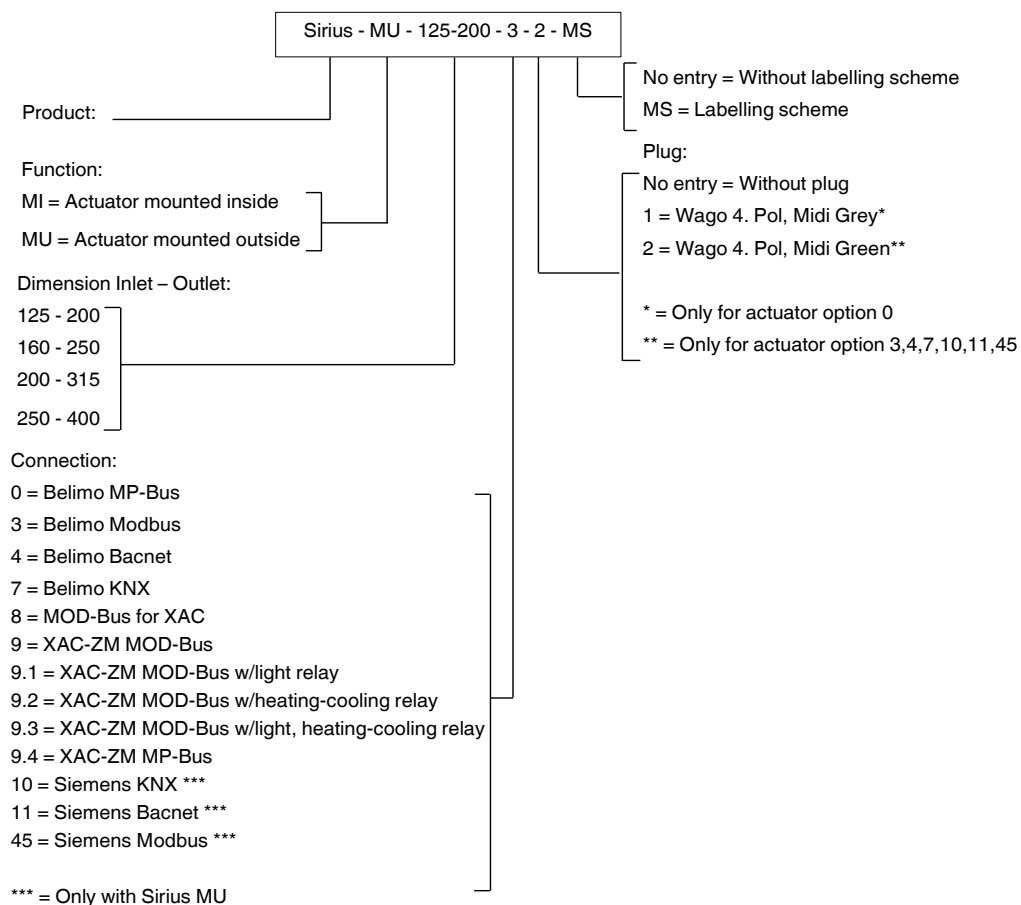 Sirius - MU - 125-200 - 3 - 2 - MS
Product:
Function:
MI = Actuator mounted inside
MU = Actuator mounted outside
Dimension Inlet – Outlet:
125 - 200
160 - 250
200 - 315
250 - 400
Connection:
0 = Belimo MP-Bus
3 = Belimo Modbus
4 = Belimo Bacnet
7 = Belimo KNX
8 = MOD-Bus for XAC
9 = XAC-ZM MOD-Bus
9.1 = XAC-ZM MOD-Bus w/light relay
9.2 = XAC-ZM MOD-Bus w/heating-cooling relay
9.3 = XAC-ZM MOD-Bus w/light, heating-cooling relay
9.4 = XAC-ZM MP-Bus
10 = Siemens KNX ***
11 = Siemens Bacnet ***
45 = Siemens Modbus ***
*** = Only with Sirius MU
No entry = Without labelling scheme
MS = Labelling scheme
Plug:
No entry = Without plug
1 = Wago 4. Pol, Midi Grey*
2 = Wago 4. Pol, Midi Green**
* = Only for actuator option 0
** = Only for actuator option 3,4,7,10,11,45